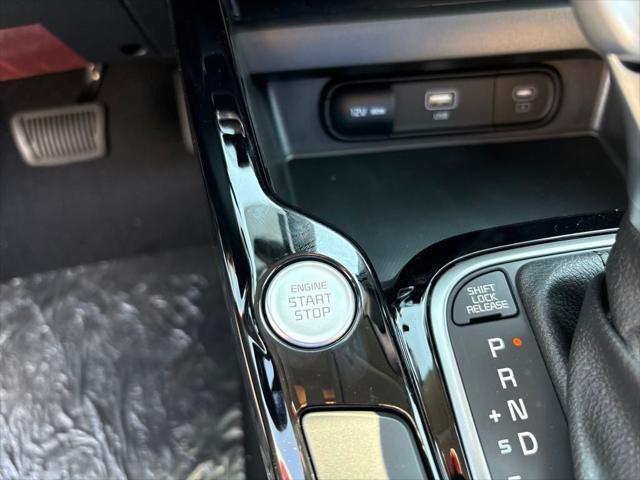 12V
USB
ENGINE
START
STOP
SHIFT
LOCK
RELEASE
P
R
+ N
S D